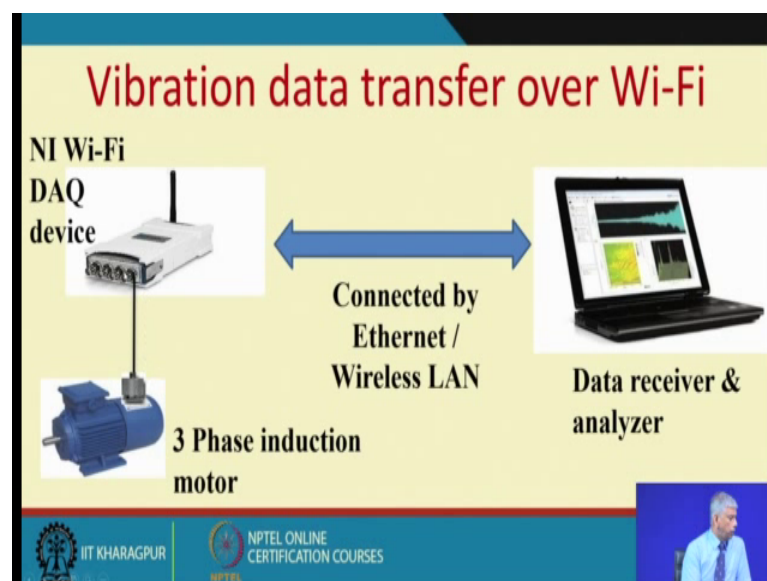 Vibration data transfer over Wi-Fi
NI Wi-Fi
DAQ
device
Connected by
Ethernet /
Wireless LAN
Data receiver &
analyzer
3 Phase induction
motor
IIT KHARAGPUR
NPTEL ONLINE
CERTIFICATION COURSES
NPTEL